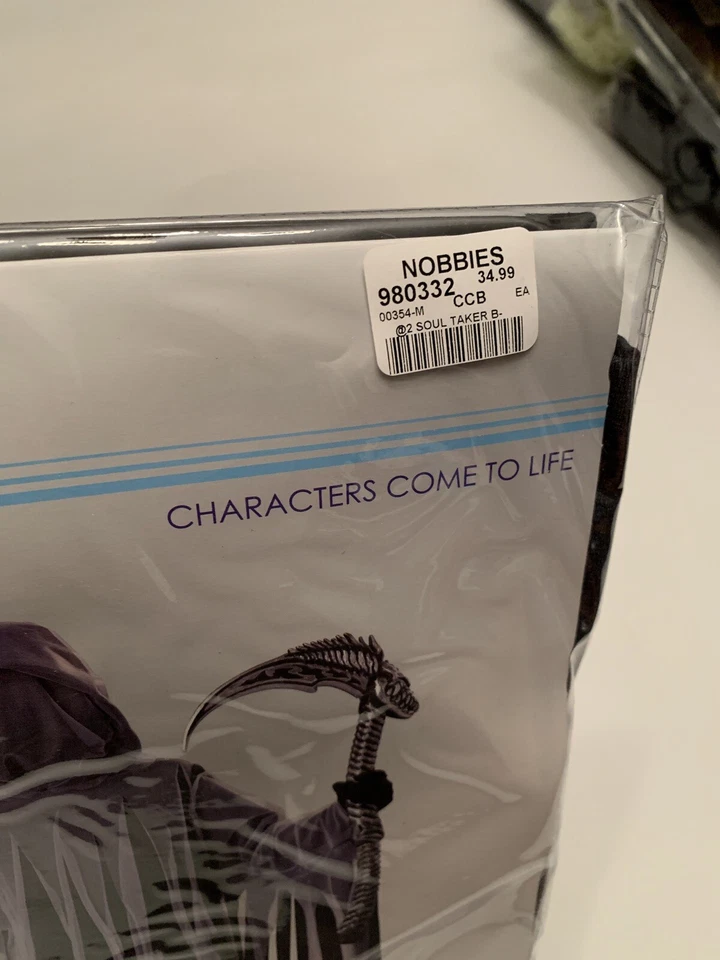 NOBBIES
980332 34.99
00354-M CCB EA
@2 SOUL TAKER B-
CHARACTERS COME TO LIFE